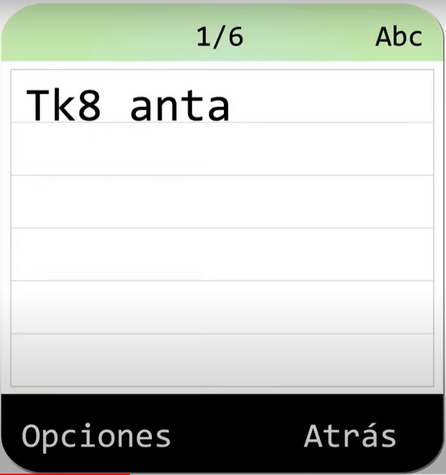 1/6 Abc
Tk8 anta
Opciones Atrás